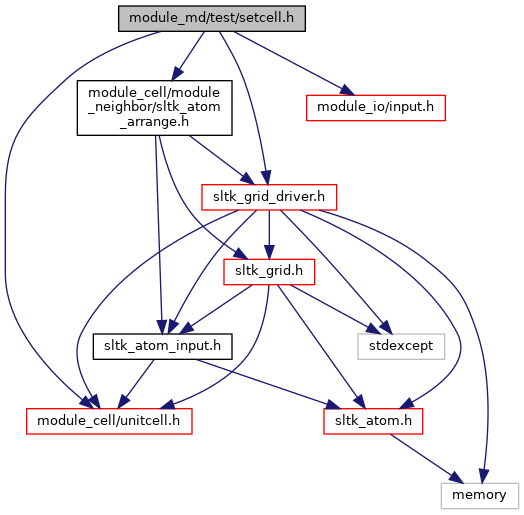 module_md/test/setcell.h
module_cell/module
_neighbor/sltk_atom
_arrange.h
module_io/input.h
sltk_grid_driver.h
sltk_grid.h
sltk_atom_input.h
stdexcept
module_cell/unitcell.h
sltk_atom.h
memory